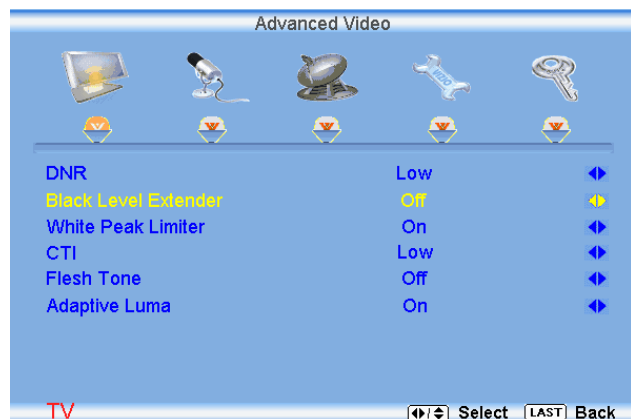 Advanced Video
DNR Low
Black Level Extender Off
White Peak Limiter On
CTI Low
Flesh Tone Off
Adaptive Luma On
TV Select LAST Back